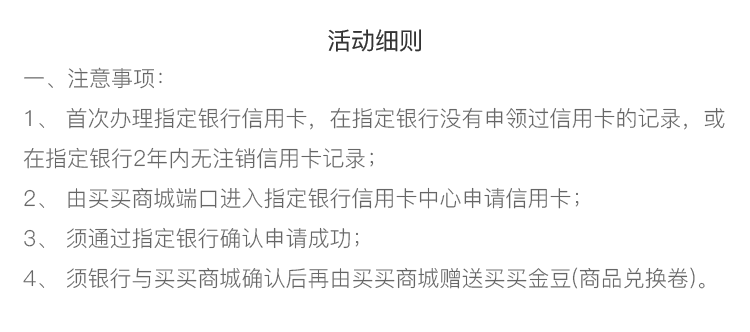 活动细则
一、注意事项：
1、 首次办理指定银行信用卡，在指定银行没有申领过信用卡的记录，或
在指定银行2年内无注销信用卡记录；
2、 由买买商城端口进入指定银行信用卡中心申请信用卡；
3、 须通过指定银行确认申请成功；
4、 须银行与买买商城确认后再由买买商城赠送买买金豆(商品兑换卷)。